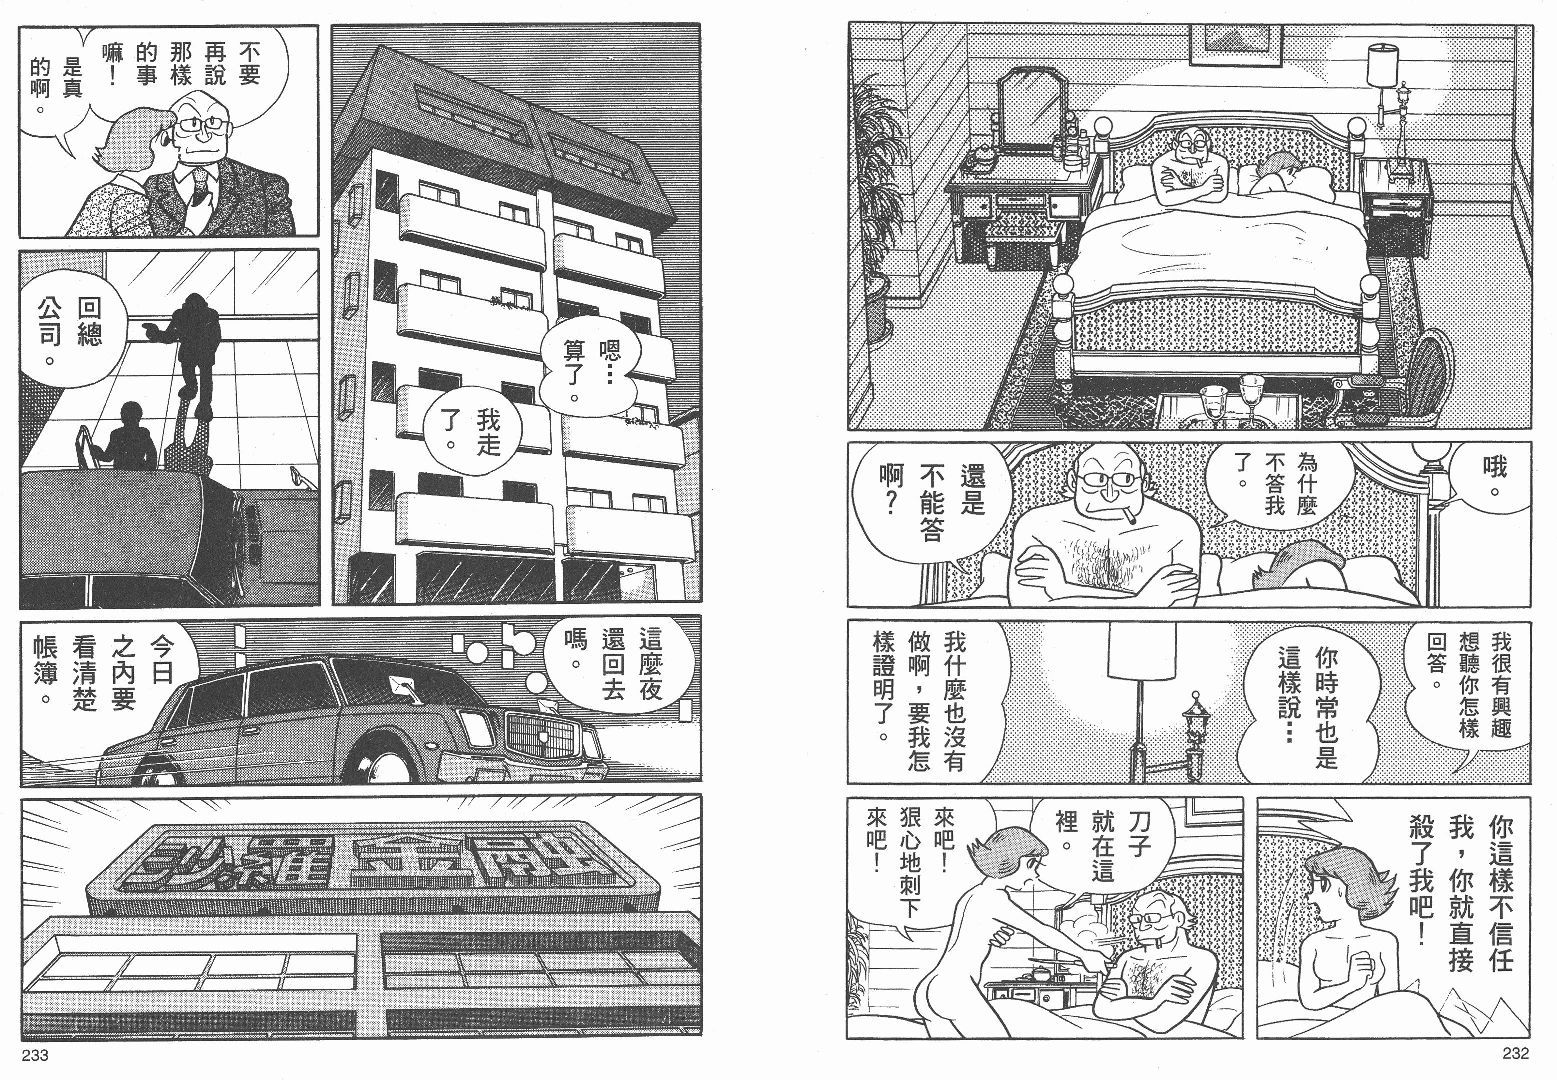 哦。
為什麼
不答我
了。
還是
不能答
啊？
我很有興趣
想聽你怎樣
回答。
你時常也是
這樣說…
我什麼也沒有
做啊，要我怎
樣證明了。
你這樣不信任
我，你就直接
殺了我吧！
刀子
就在這
裡。
來吧！
狠心地刺下
來吧！
232
嗯…
算了。
我走
了。
不要
再說
那樣
的事
嘛！
是真
的啊。
回總
公司。
這麼夜
還回去
嗎。
今日
之內要
看清楚
帳簿。
233